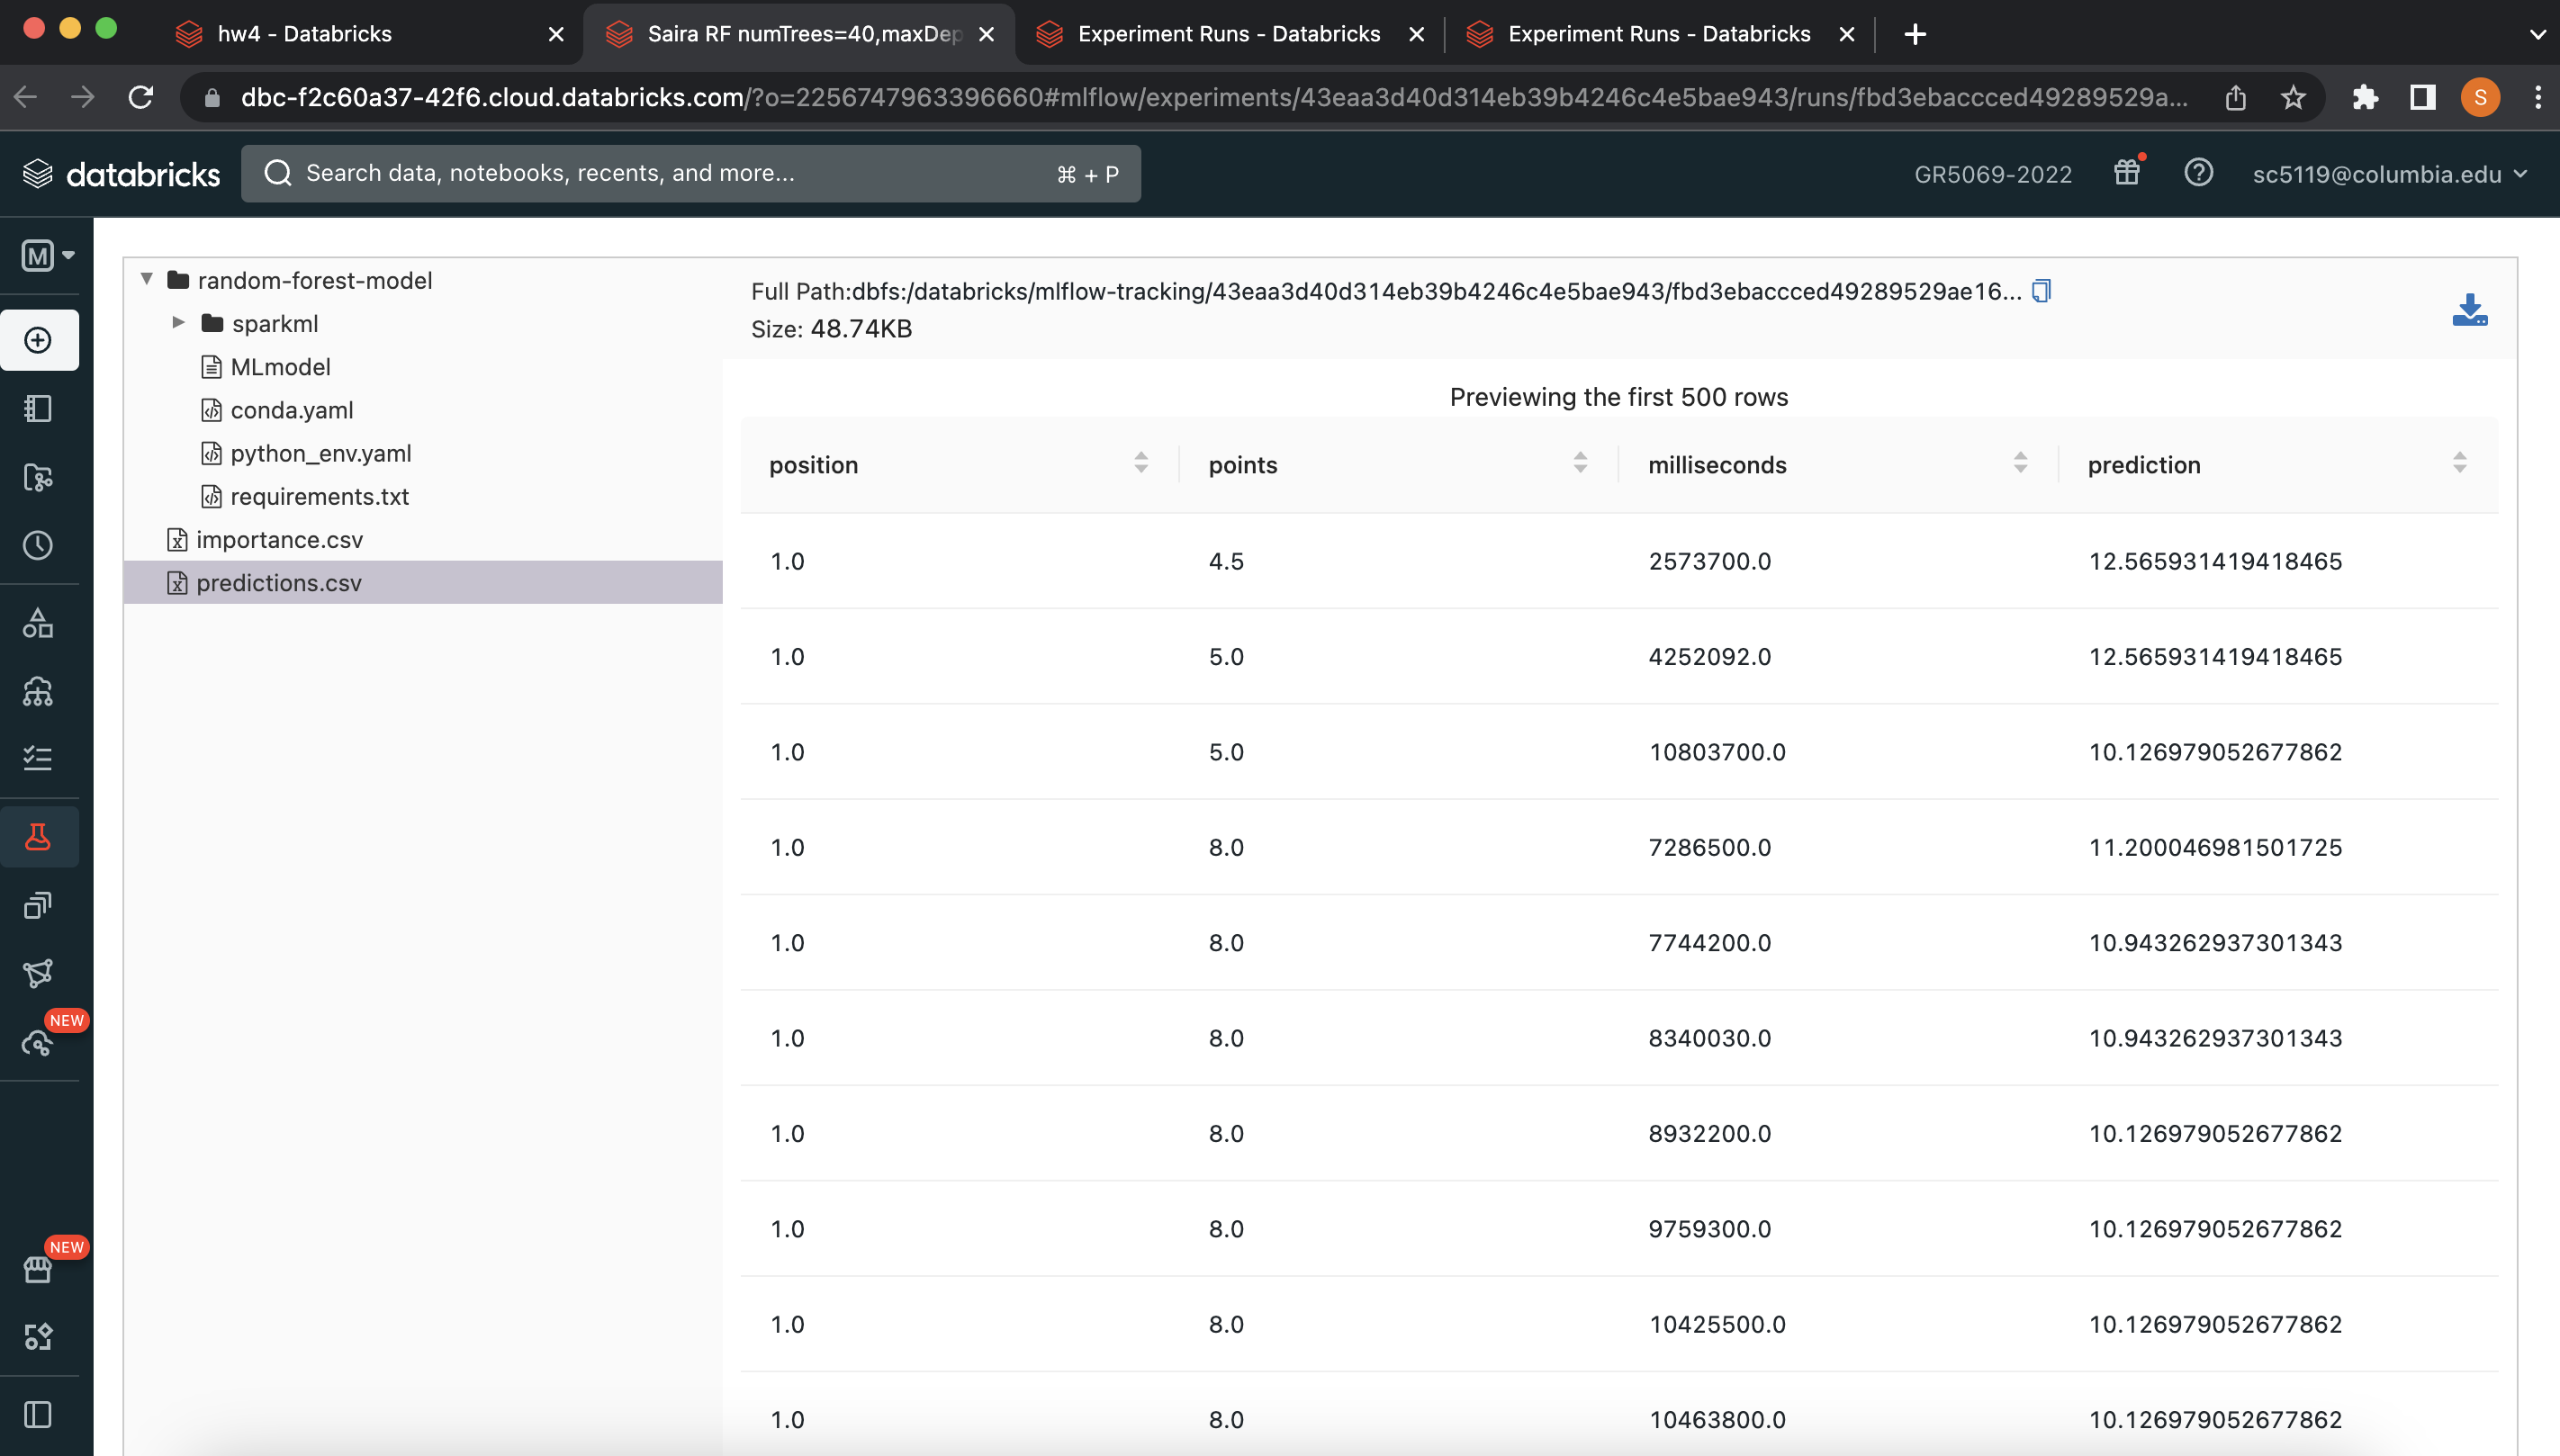 hw4 - Databricks
Saira RF numTrees=40,maxDep
Experiment Runs - Databricks
Experiment Runs - Databricks
dbc-f2c60a37-42f6.cloud.databricks.com/?o=2256747963396660#mlflow/experiments/43eaa3d40d314eb39b4246c4e5bae943/runs/fbd3ebaccced49289529a...
S
databricks
Search data, notebooks, recents, and more...
⌘ + P
GR5069-2022
sc5119@columbia.edu
M
NEW
NEW
random-forest-model
sparkml
MLmodel
conda.yaml
python_env.yaml
requirements.txt
importance.csv
predictions.csv
Full Path:dbfs:/databricks/mlflow-tracking/43eaa3d40d314eb39b4246c4e5bae943/fbd3ebaccced49289529ae16...
Size: 48.74KB
Previewing the first 500 rows
position points milliseconds prediction
1.0 4.5 2573700.0 12.565931419418465
1.0 5.0 4252092.0 12.565931419418465
1.0 5.0 10803700.0 10.126979052677862
1.0 8.0 7286500.0 11.200046981501725
1.0 8.0 7744200.0 10.943262937301343
1.0 8.0 8340030.0 10.943262937301343
1.0 8.0 8932200.0 10.126979052677862
1.0 8.0 9759300.0 10.126979052677862
1.0 8.0 10425500.0 10.126979052677862
1.0 8.0 10463800.0 10.126979052677862